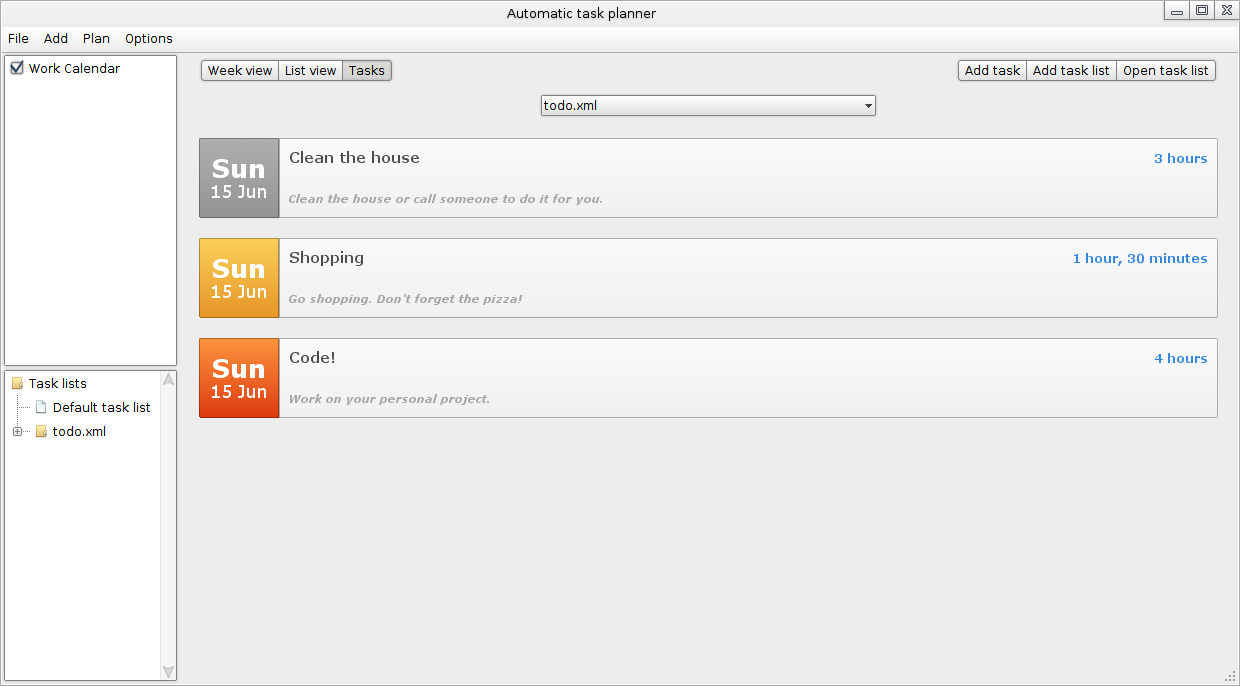 Automatic task planner
File Add Plan Options
Work Calendar
Week view List view Tasks
Add task Add task list Open task list
todo.xml
Sun
15 Jun
Clean the house
3 hours
Clean the house or call someone to do it for you.
Sun
15 Jun
Shopping
1 hour, 30 minutes
Go shopping. Don't forget the pizza!
Sun
15 Jun
Code!
4 hours
Work on your personal project.
Task lists
Default task list
todo.xml